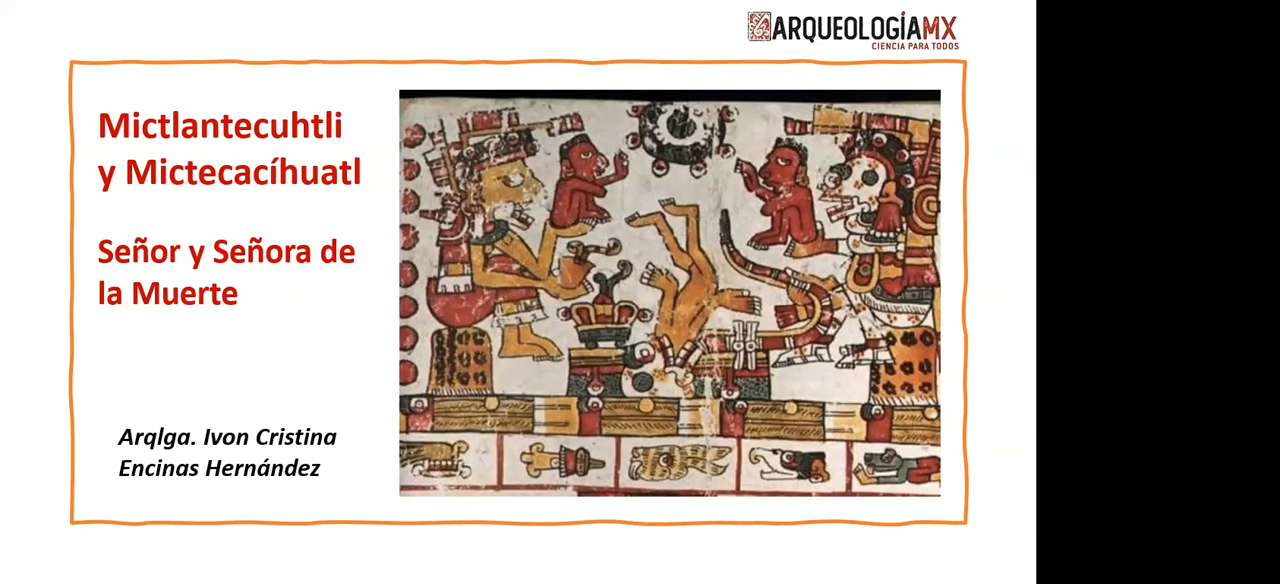 ARQUEOLOGÍAMX
CIENCIA PARA TODOS
Mictlantecuhtli
y Mictecacíhuatl
Señor y Señora de
la Muerte
Arqlga. Ivon Cristina
Encinas Hernández